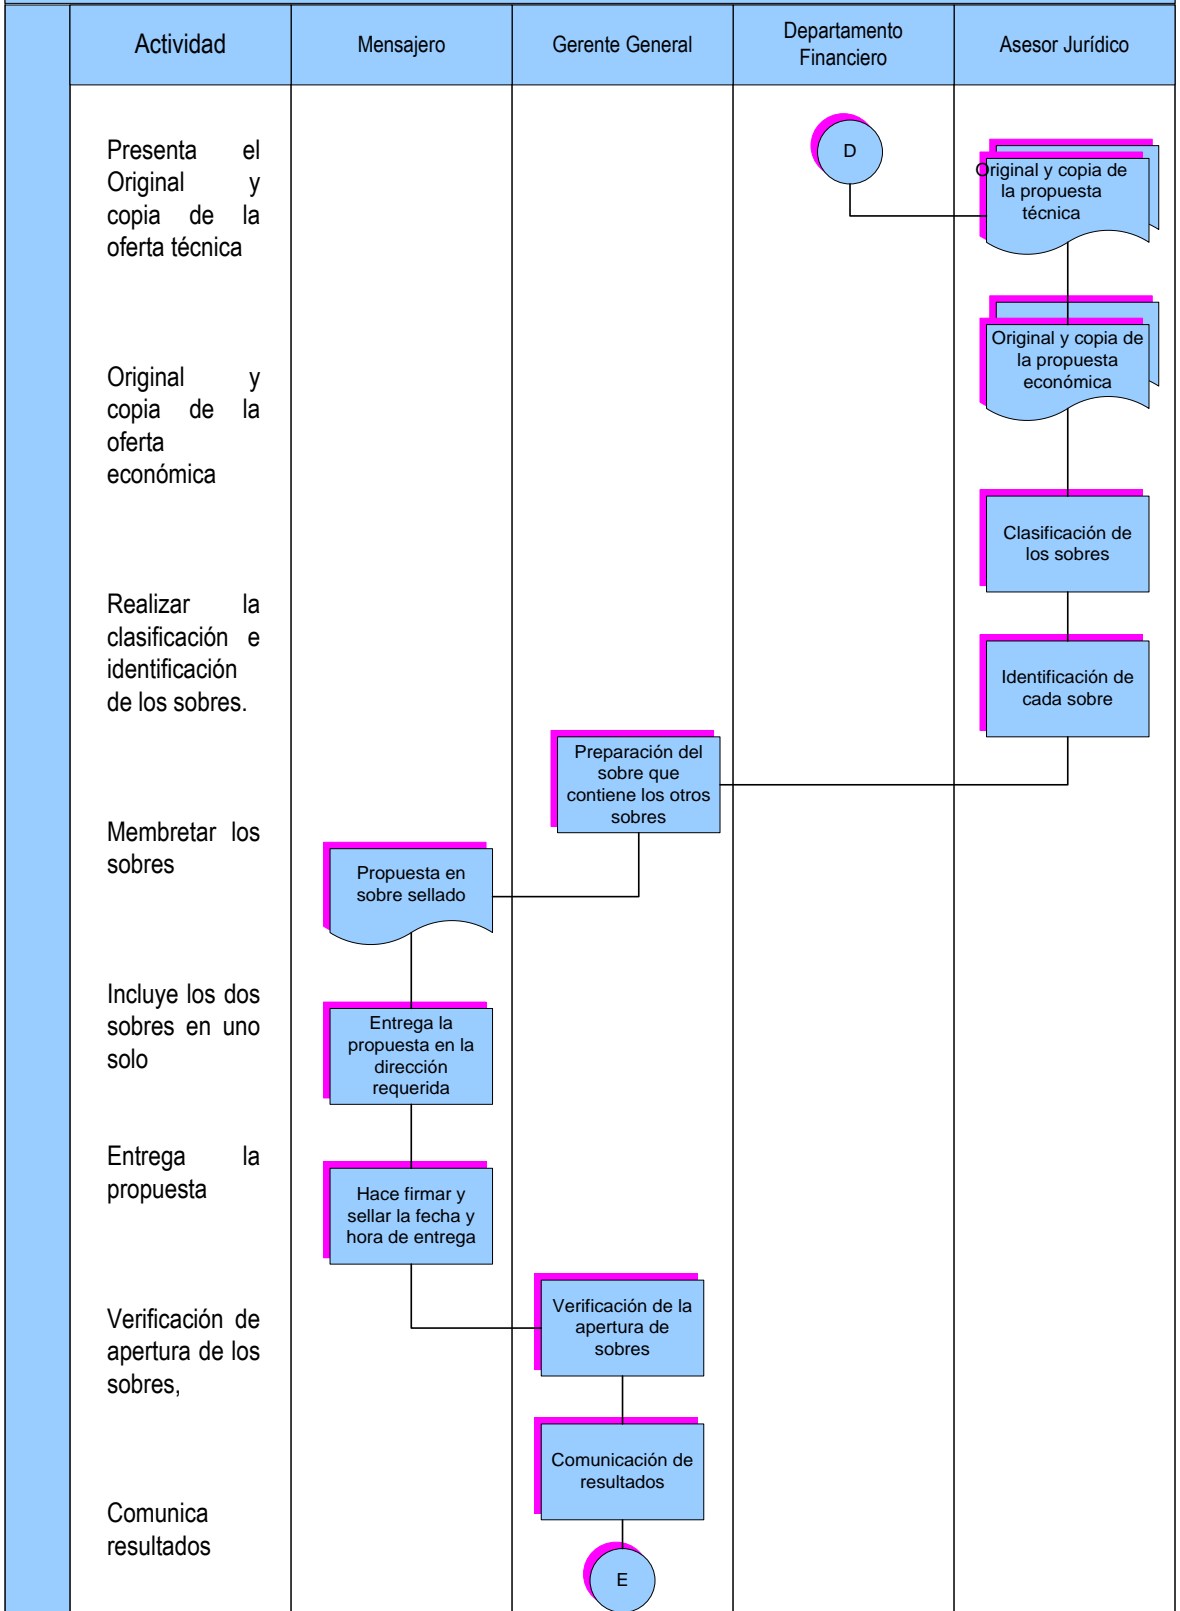 Actividad
Mensajero
Gerente General
Departamento
Financiero
Asesor Jurídico
Presenta el
Original y
copia de la
oferta técnica
D
Original y copia de
la propuesta
técnica
Original y
copia de la
oferta
económica
Original y copia de
la propuesta
económica
Clasificación de
los sobres
Realizar la
clasificación e
identificación
de los sobres.
Identificación de
cada sobre
Preparación del
sobre que
contiene los otros
sobres
Membretar los
sobres
Propuesta en
sobre sellado
Incluye los dos
sobres en uno
solo
Entrega la
propuesta en la
dirección
requerida
Entrega la
propuesta
Hace firmar y
sellar la fecha y
hora de entrega
Verificación de
apertura de los
sobres,
Verificación de la
apertura de
sobres
Comunicación de
resultados
Comunica
resultados
E